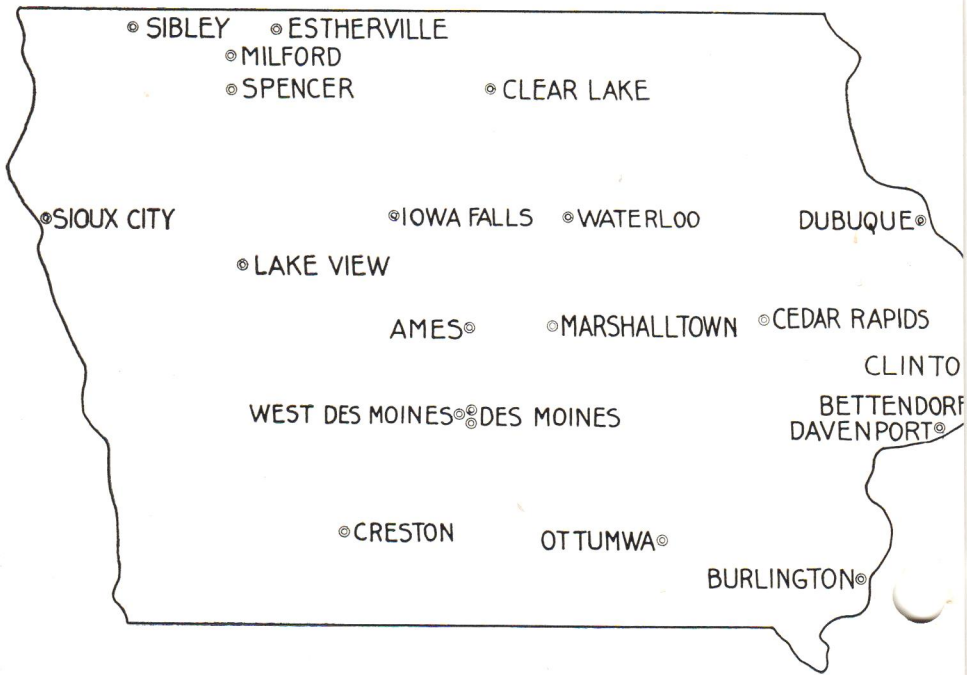 SIBLEY
ESTHERVILLE
MILFORD
SPENCER
CLEAR LAKE
SIOUX CITY
IOWA FALLS
WATERLOO
DUBUQUE
LAKE VIEW
AMES
MARSHALLTOWN
CEDAR RAPIDS
CLINTO
BETTENDORF
DAVENPORT
WEST DES MOINES
DES MOINES
CRESTON
OTTUMWA
BURLINGTON